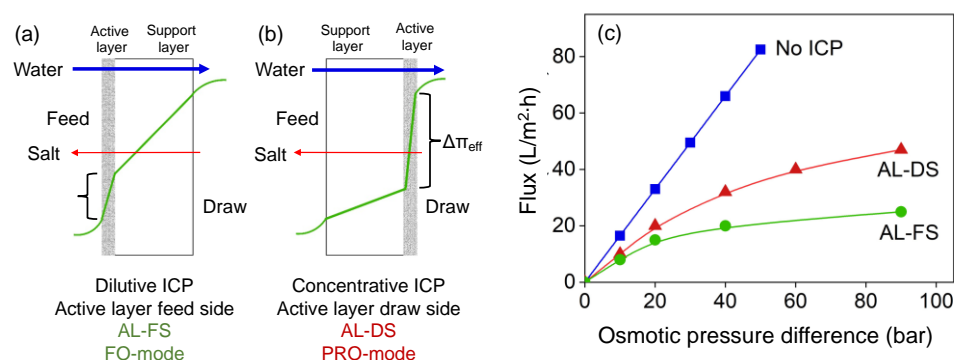 (a)
Active layer
Support layer
Water
Feed
Salt
Draw
Dilutive ICP
Active layer feed side
AL-FS
FO-mode
(b)
Support layer
Active layer
Water
Feed
Salt
Δπeff
Draw
Concentrative ICP
Active layer draw side
AL-DS
PRO-mode
(c)
Flux (L/m²·h)
80
60
40
20
0
No ICP
AL-DS
AL-FS
0 20 40 60 80 100
Osmotic pressure difference (bar)